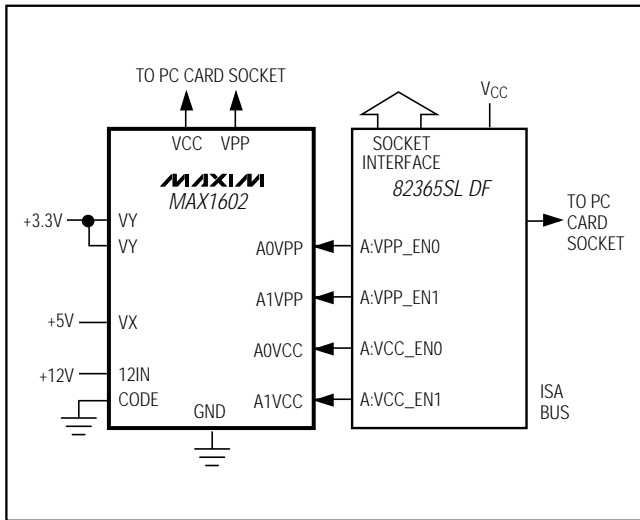 TO PC CARD SOCKET
VCC VPP
MAXIM
MAX1602
+3.3V
VY
VY
+5V
VX
+12V
12IN
CODE
GND
A0VPP
A1VPP
A0VCC
A1VCC
VCC
SOCKET
INTERFACE
82365SL DF
A:VPP_EN0
A:VPP_EN1
A:VCC_EN0
A:VCC_EN1
TO PC
CARD
SOCKET
ISA
BUS